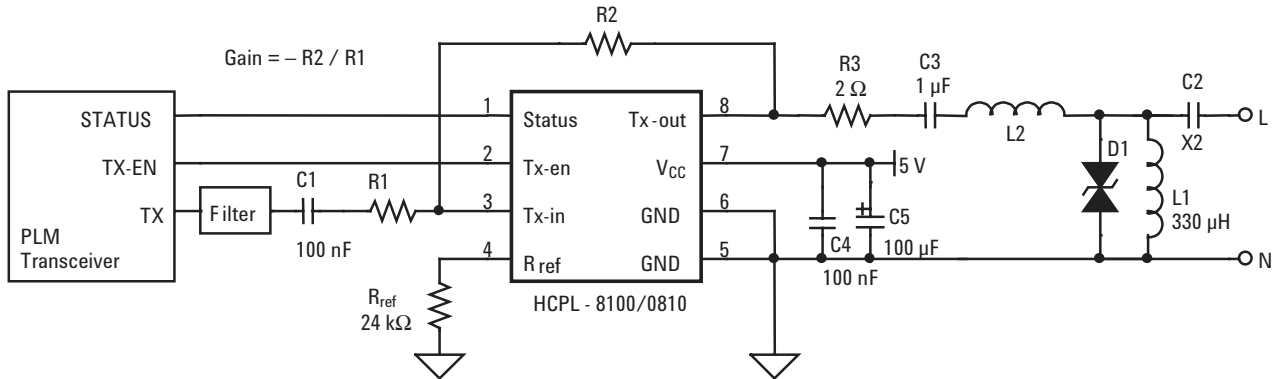 R2
Gain = – R2 / R1
R3
2 Ω
C3
1 µF
C2
X2
L
L2
STATUS
1
Status
Tx-out
8
TX-EN
2
Tx-en
VCC
7
5 V
D1
C1
R1
TX
Filter
3
Tx-in
GND
6
L1
330 µH
100 nF
C4
100 nF
C5
100 µF
PLM
Transceiver
4
R ref
GND
5
N
HCPL - 8100/0810
Rref
24 kΩ